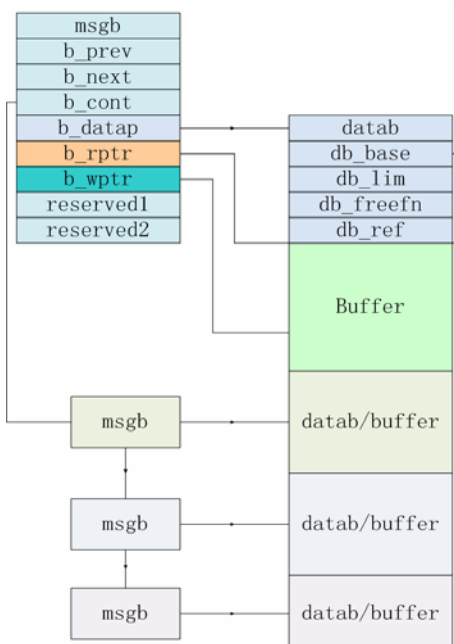 msgb
b_prev
b_next
b_cont
b_datap
b_rptr
b_wptr
reserved1
reserved2
datab
db_base
db_lim
db_freefn
db_ref
Buffer
msgb
datab/buffer
msgb
datab/buffer
msgb
datab/buffer